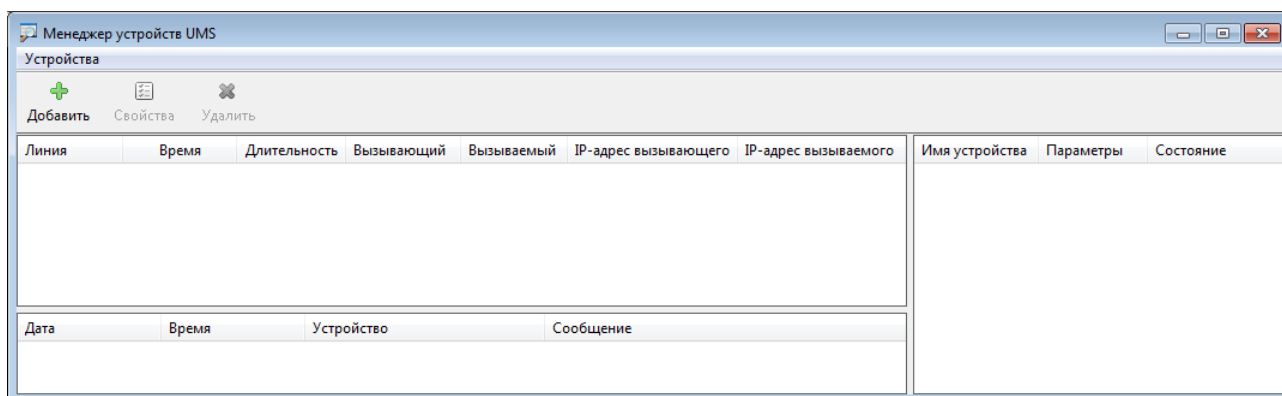 Менеджер устройств UMS
Устройства
Добавить Свойства Удалить
Линия Время Длительность Вызывающий Вызываемый IP-адрес вызывающего IP-адрес вызываемого Имя устройства Параметры Состояние
Дата Время Устройство Сообщение